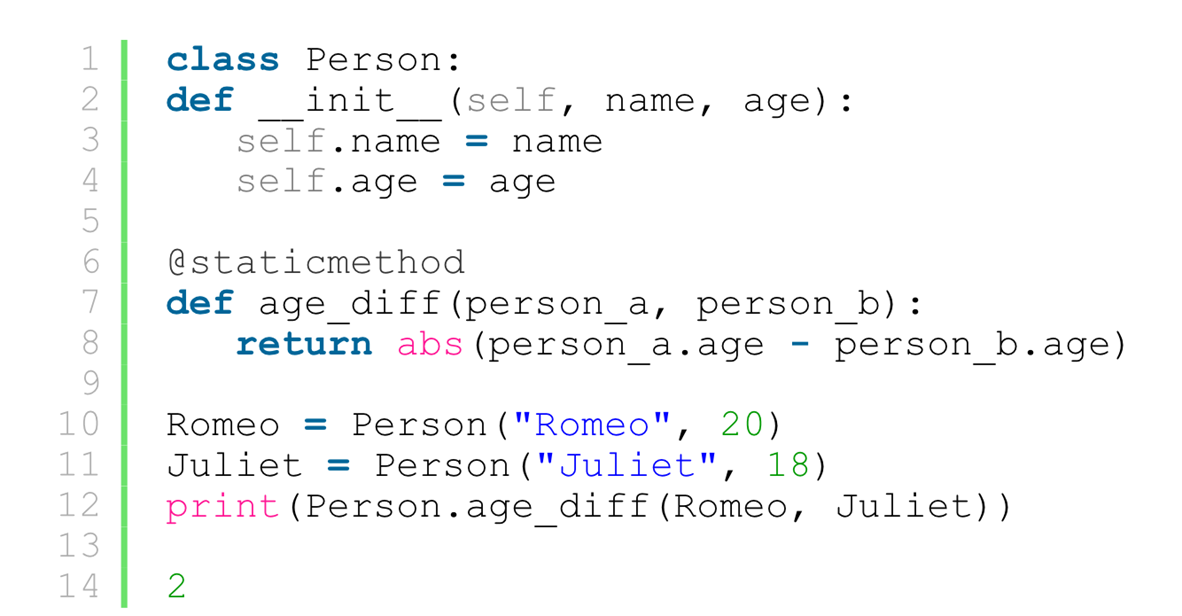 1 class Person:
2 def __init__(self, name, age):
3 self.name = name
4 self.age = age
5
6 @staticmethod
7 def age_diff(person_a, person_b):
8 return abs(person_a.age - person_b.age)
9
10 Romeo = Person("Romeo", 20)
11 Juliet = Person("Juliet", 18)
12 print(Person.age_diff(Romeo, Juliet))
13
14 2